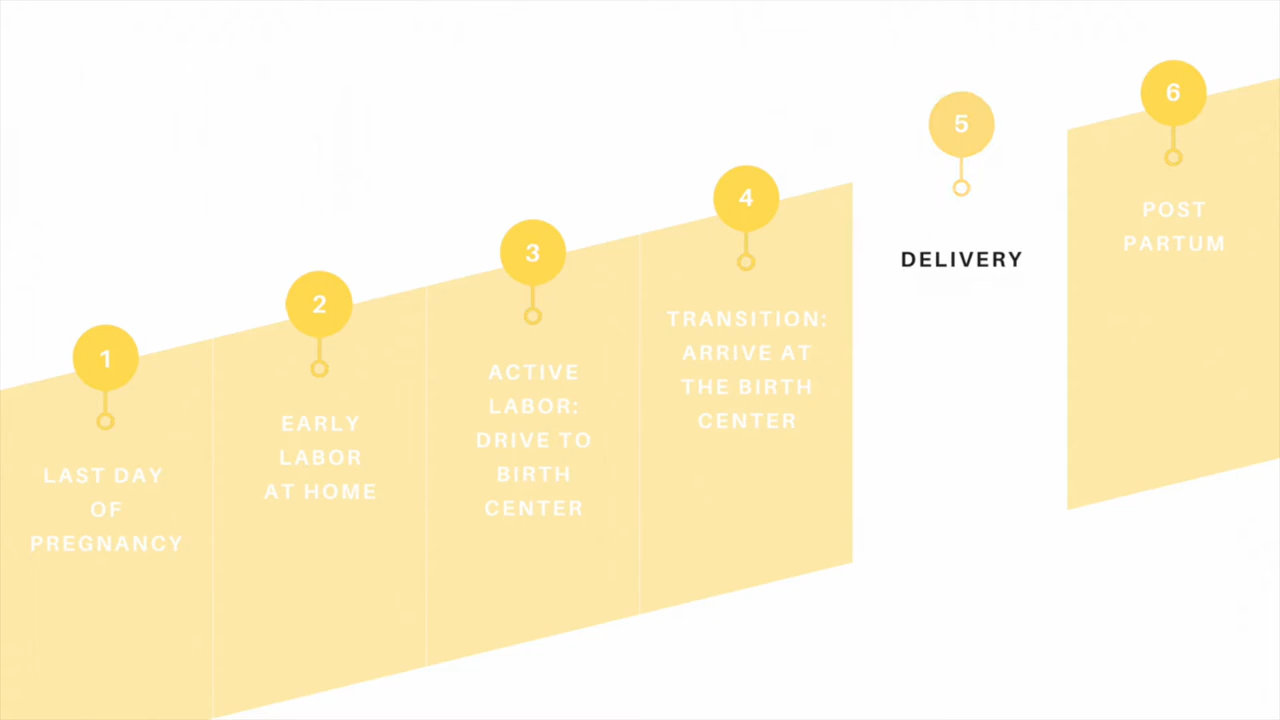 1
LAST DAY
OF
PREGNANCY
2
EARLY
LABOR
AT HOME
3
ACTIVE
LABOR:
DRIVE TO
BIRTH
CENTER
4
TRANSITION:
ARRIVE AT
THE BIRTH
CENTER
5
DELIVERY
6
POST
PARTUM